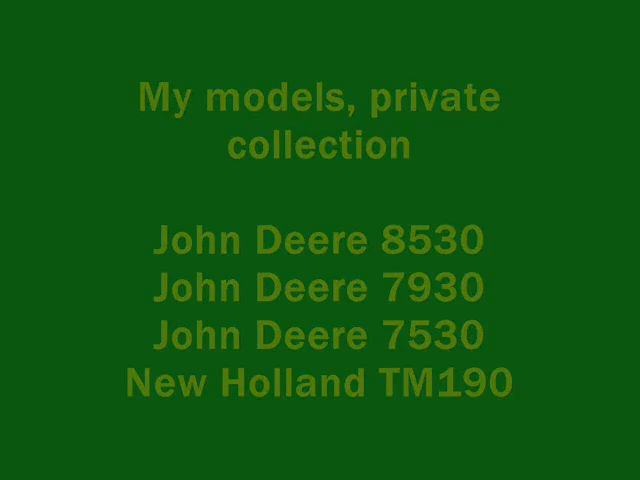 My models, private
collection
John Deere 8530
John Deere 7930
John Deere 7530
New Holland TM190